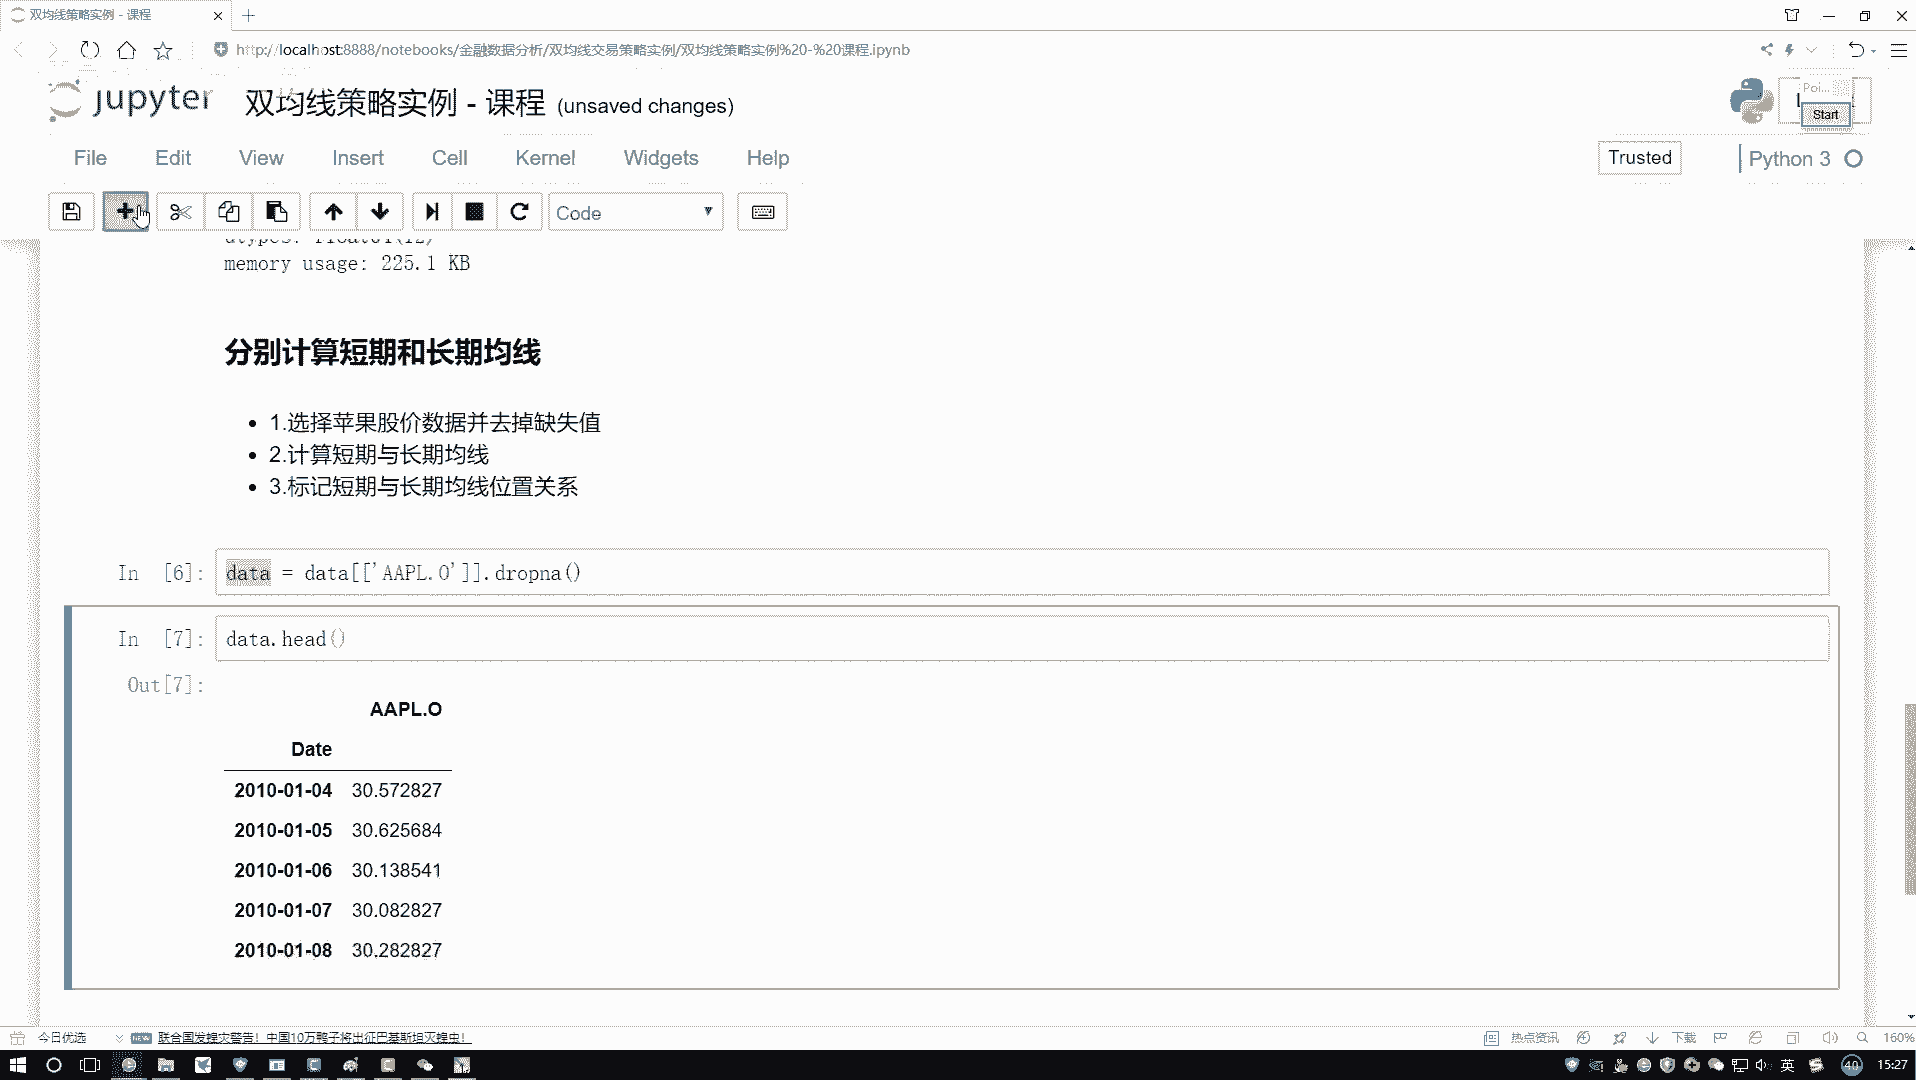 双均线策略实例 - 课程
http://localhost:8888/notebooks/金融数据分析/双均线交易策略实例/双均线策略实例%20-%20课程.ipynb
jupyter 双均线策略实例 - 课程 (unsaved changes)
Poi...
Start
File Edit View Insert Cell Kernel Widgets Help
Trusted
Python 3
Code
memory usage: 225.1 KB
分别计算短期和长期均线
1.选择苹果股价数据并去掉缺失值
2.计算短期与长期均线
3.标记短期与长期均线位置关系
In [6]: data = data[['AAPL.O']].dropna()
In [7]: data.head()
Out[7]:
AAPL.O
Date
2010-01-04 30.572827
2010-01-05 30.625684
2010-01-06 30.138541
2010-01-07 30.082827
2010-01-08 30.282827
今日优选 NEW 联合国发蝗灾警告！中国10万鸭子将出征巴基斯坦灭蝗虫！ 热点资讯 下载 160%
英 40 15:27